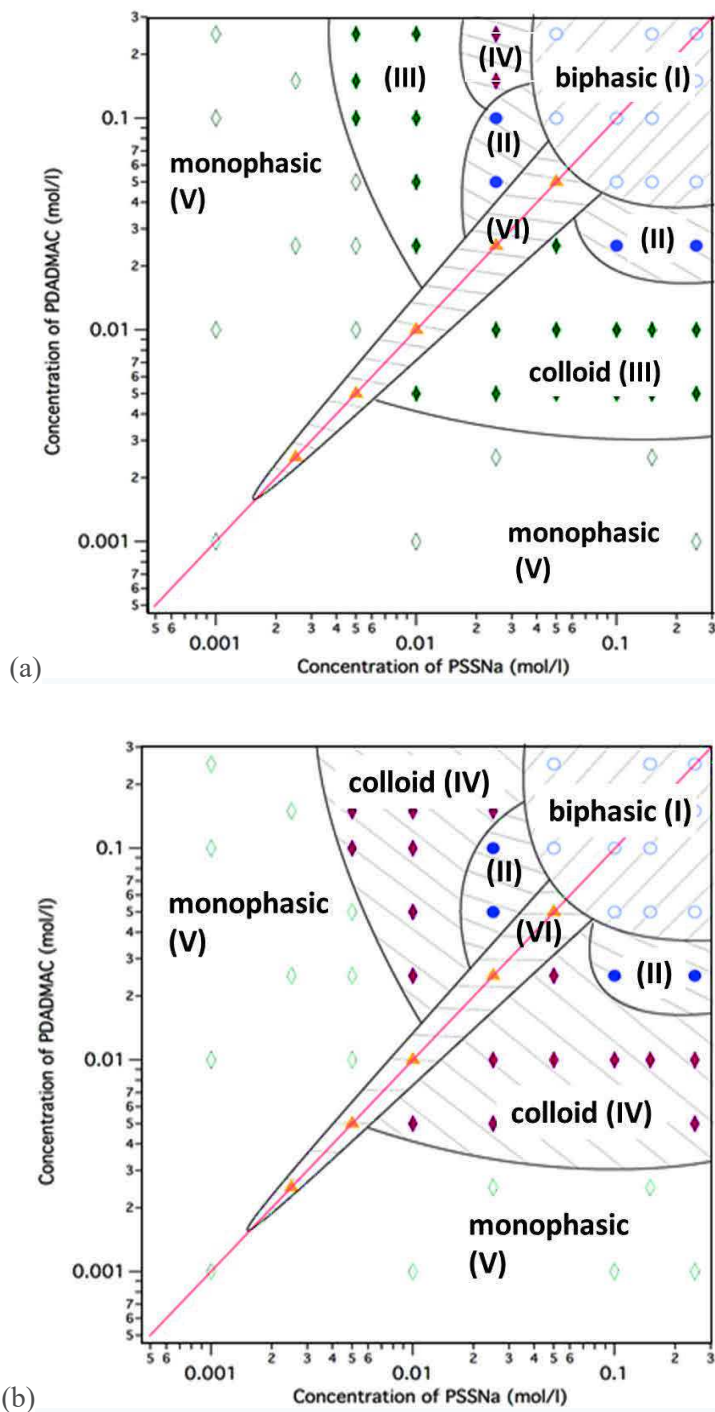 3
(IV)
(III)
biphasic (I)
2
0.1
7
6
5
4
3
2
0.01
7
6
5
4
3
2
0.001
7
6
5
(II)
monophasic
(V)
(VI)
(II)
colloid (III)
monophasic
(V)
Concentration of PDADMAC (mol/l)
5 6 2 3 4 5 6 2 3 4 5 6 2 3
0.001 0.01 0.1
Concentration of PSSNa (mol/l)
(a)
3
colloid (IV)
biphasic (I)
2
0.1
7
6
5
4
3
2
0.01
7
6
5
4
3
2
0.001
7
6
5
(II)
monophasic
(V)
(VI)
(II)
colloid (IV)
monophasic
(V)
Concentration of PDADMAC (mol/l)
5 6 2 3 4 5 6 2 3 4 5 6 2 3
0.001 0.01 0.1
Concentration of PSSNa (mol/l)
(b)